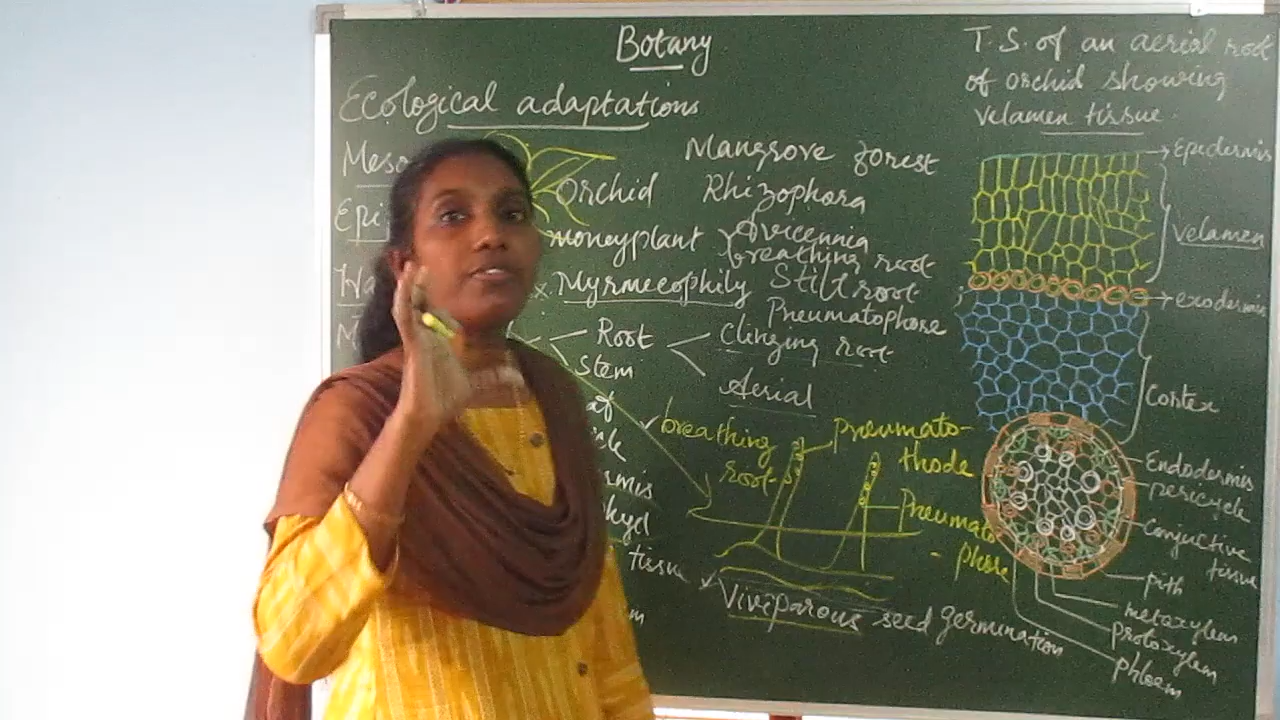 Botany
Ecological adaptations
Orchid
moneyplant
Myrmecophily
Root
Stem
Clinging root
Aerial
tissue
Mangrove forest
Rhizophora
Avicennia
breathing root
Stilt root
Pneumatophore
breathing
root
Pneumato-
thode
Pneumato
- phore
Viviparous seed germination
T.S. of an aerial root
of orchid showing
velamen tissue.
Epidermis
Velamen
exodermis
Cortex
Endodermis
pericycle
Conjuctive
tissue
pith
metaxylem
protoxylem
phloem